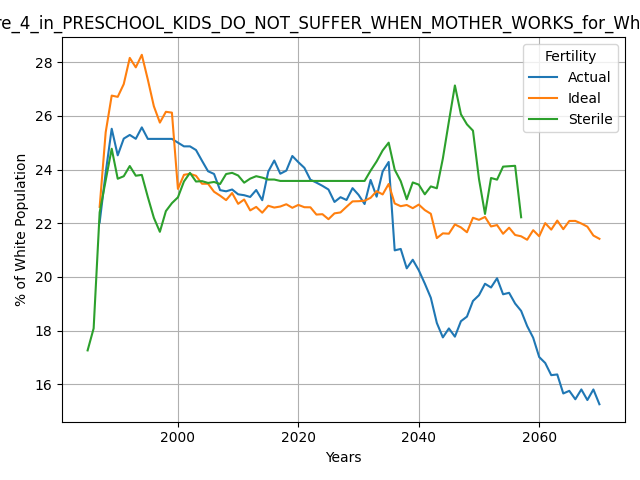 re_4_in_PRESCHOOL_KIDS_DO_NOT_SUFFER_WHEN_MOTHER_WORKS_for_Wh
Fertility
Actual
Ideal
Sterile
% of White Population
28
26
24
22
20
18
16
2000
2020
2040
2060
Years